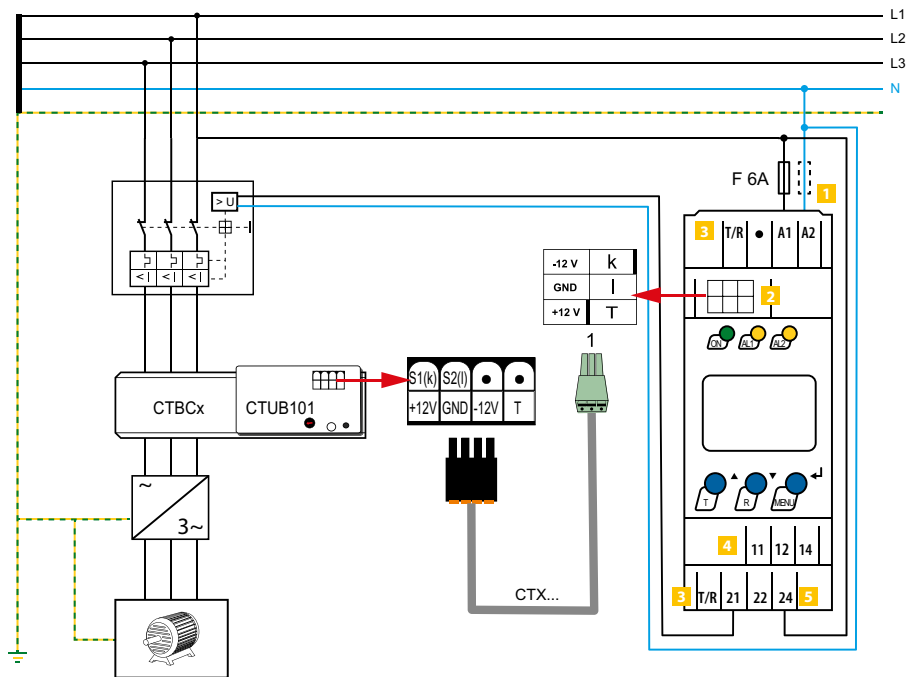 L1
L2
L3
N
F 6A
1
> U
3 T/R • A1 A2
-12 V k
GND l
+12 V T
2
< I < I < I
1
ON AL1 AL2
CTBCx
CTUB101
S1(k) S2(l) • •
+12V GND -12V T
T R MENU
~
3~
4 11 12 14
CTX...
3 T/R 21 22 24 5